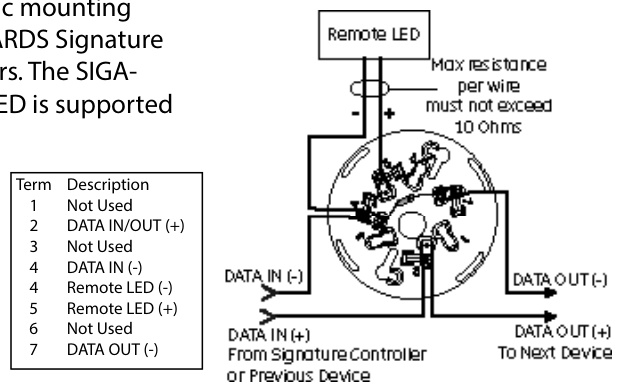 c mounting
ARDS Signature
rs. The SIGA-
ED is supported
Remote LED
Max resistance
per wire
must not exceed
10 Ohms
- +
Term Description
1 Not Used
2 DATA IN/OUT (+)
3 Not Used
4 DATA IN (-)
4 Remote LED (-)
5 Remote LED (+)
6 Not Used
7 DATA OUT (-)
DATA IN (-)
DATA OUT (-)
DATA IN (+)
From Signature Controller
or Previous Device
DATA OUT (+)
To Next Device